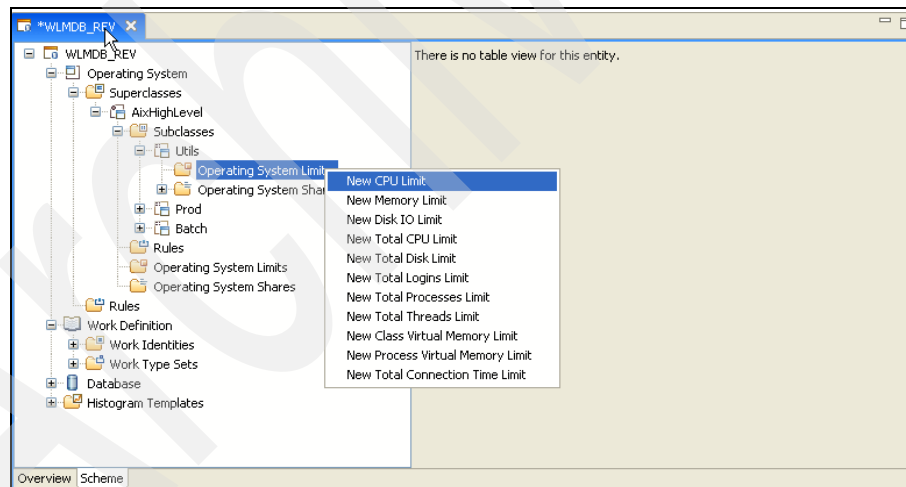 *WLMDB_REV
WLMDB_REV
There is no table view for this entity.
Operating System
Superclasses
AixHighLevel
Subclasses
Utils
Operating System Limits
Operating System Shar
Prod
Batch
Rules
Operating System Limits
Operating System Shares
Rules
Work Definition
Work Identities
Work Type Sets
Database
Histogram Templates
New CPU Limit
New Memory Limit
New Disk IO Limit
New Total CPU Limit
New Total Disk Limit
New Total Logins Limit
New Total Processes Limit
New Total Threads Limit
New Class Virtual Memory Limit
New Process Virtual Memory Limit
New Total Connection Time Limit
Overview Scheme